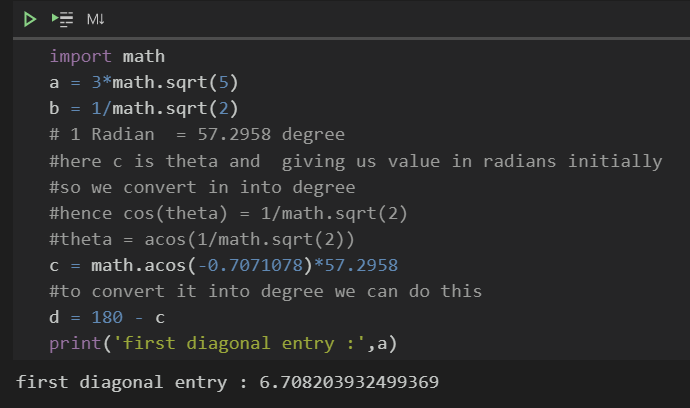 M↓
import math
a = 3*math.sqrt(5)
b = 1/math.sqrt(2)
# 1 Radian  = 57.2958 degree
#here c is theta and  giving us value in radians initially
#so we convert in into degree
#hence cos(theta) = 1/math.sqrt(2)
#theta = acos(1/math.sqrt(2))
c = math.acos(-0.7071078)*57.2958
#to convert it into degree we can do this
d = 180 - c
print('first diagonal entry :',a)
first diagonal entry : 6.708203932499369